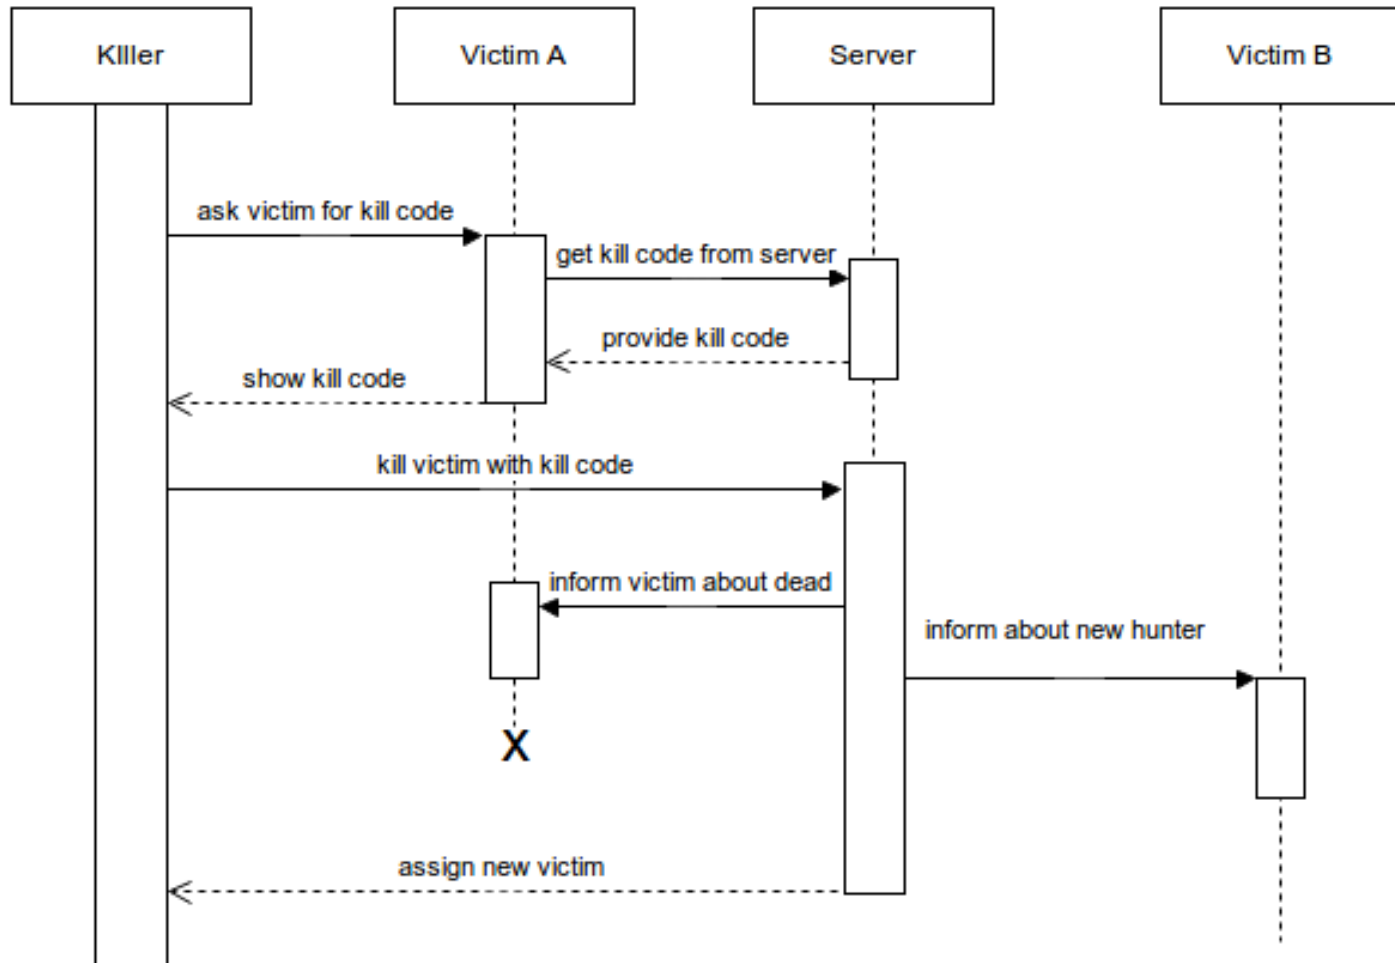 KIller
Victim A
Server
Victim B
ask victim for kill code
get kill code from server
provide kill code
show kill code
kill victim with kill code
inform victim about dead
inform about new hunter
X
assign new victim